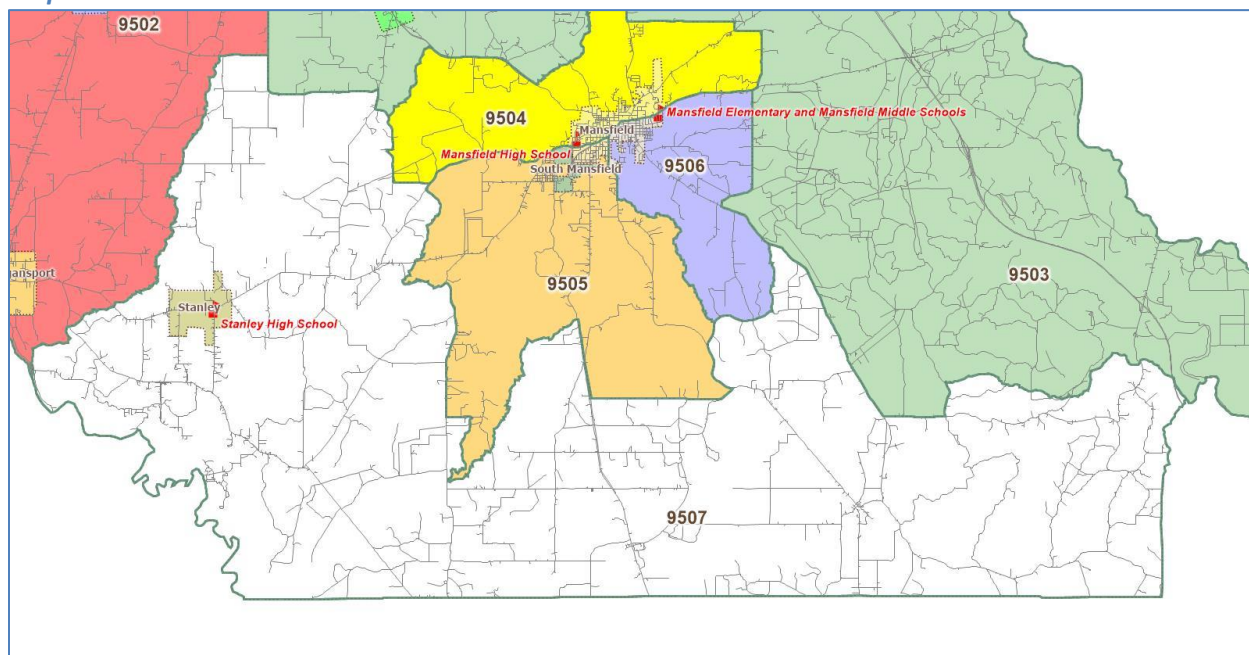 9502
9504
Mansfield Elementary and Mansfield Middle Schools
Mansfield
Mansfield High School
South Mansfield
9506
9503
ansport
9505
Stanley
Stanley High School
9507